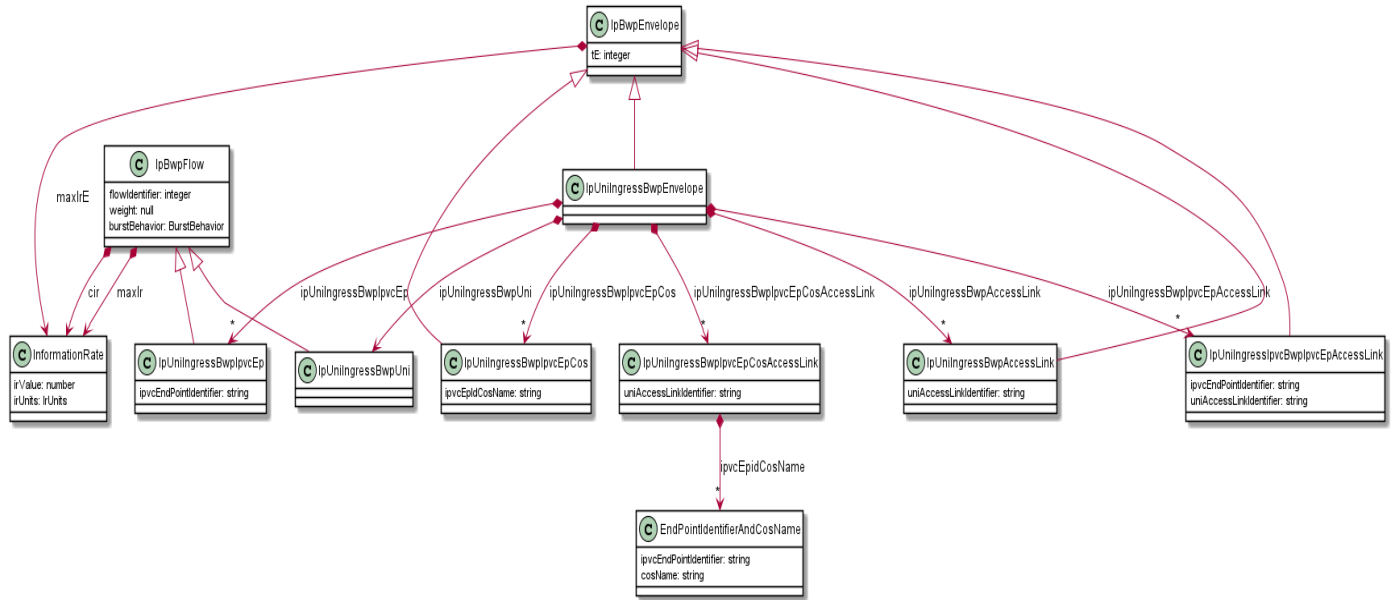 C IpBwpEnvelope
tE: integer
maxIrE
C IpBwpFlow
flowIdentifier: integer
weight: null
burstBehavior: BurstBehavior
C IpUniIngressBwpEnvelope
cir
maxIr
ipUniIngressBwpIpvcEp
*
ipUniIngressBwpUni
ipUniIngressBwpIpvcEpCos
*
ipUniIngressBwpIpvcEpCosAccessLink
*
ipUniIngressBwpAccessLink
*
ipUniIngressBwpIpvcEpAccessLink
*
C InformationRate
irValue: number
irUnits: IrUnits
C IpUniIngressBwpIpvcEp
ipvcEndPointIdentifier: string
C IpUniIngressBwpUni
C IpUniIngressBwpIpvcEpCos
ipvcEpIdCosName: string
C IpUniIngressBwpIpvcEpCosAccessLink
uniAccessLinkIdentifier: string
C IpUniIngressBwpAccessLink
uniAccessLinkIdentifier: string
C IpUniIngressIpvcBwpIpvcEpAccessLink
ipvcEndPointIdentifier: string
uniAccessLinkIdentifier: string
ipvcEpidCosName
*
C EndPointIdentifierAndCosName
ipvcEndPointIdentifier: string
cosName: string